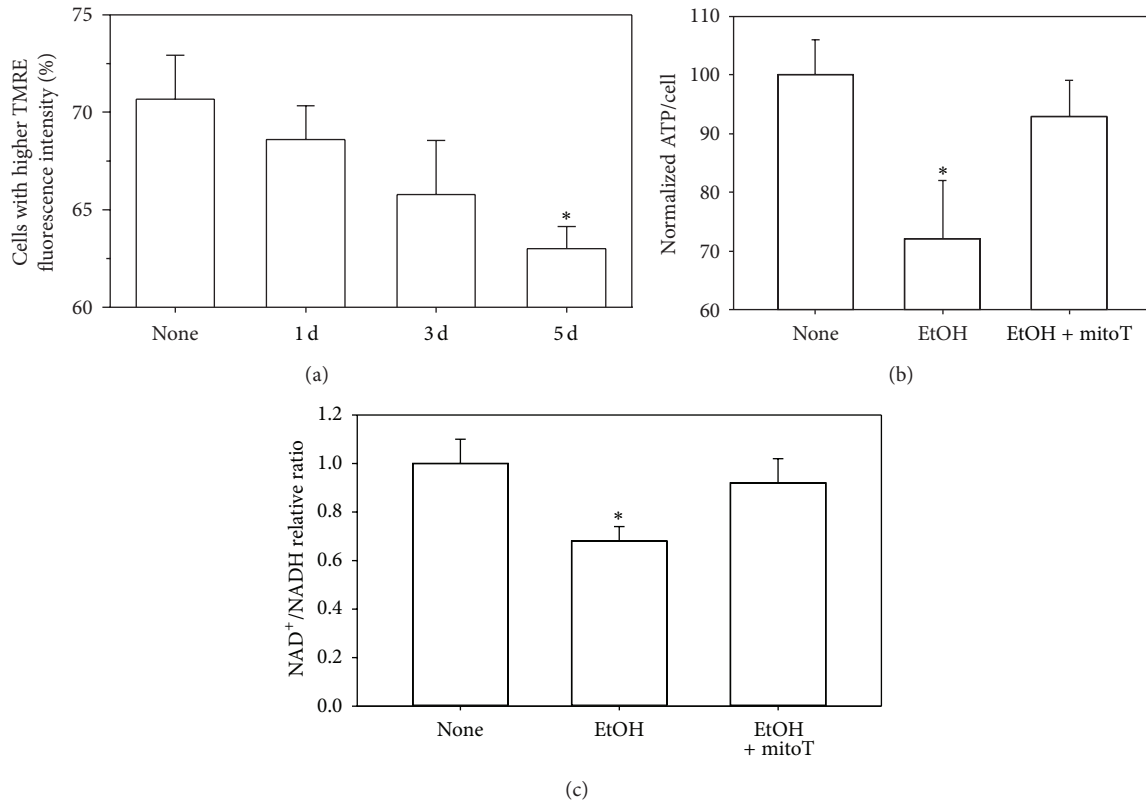 Cells with higher TMRE
fluorescence intensity (%)
75
70
65
60
*
None
1 d
3 d
5 d
(a)
Normalized ATP/cell
110
100
90
80
70
60
*
None
EtOH
EtOH + mitoT
(b)
NAD⁺/NADH relative ratio
1.2
1.0
0.8
0.6
0.4
0.2
0.0
*
None
EtOH
EtOH
+ mitoT
(c)